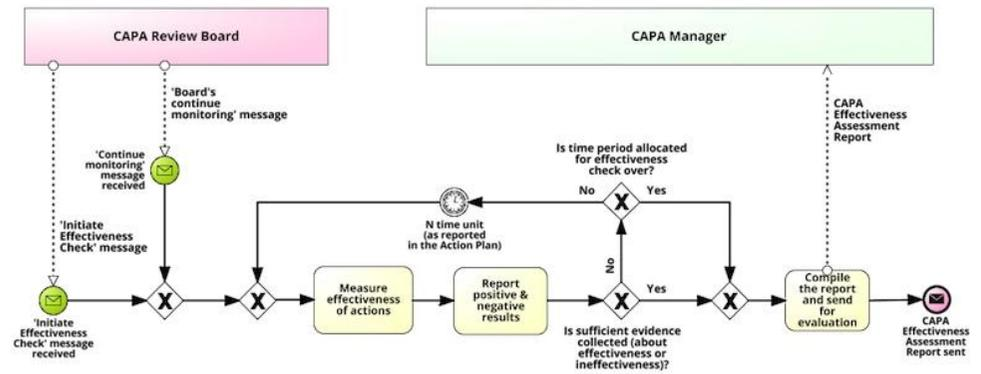 CAPA Review Board
CAPA Manager
'Board's
continue
monitoring' message
CAPA
Effectiveness
Assessment
Report
'Continue
monitoring'
message
received
Is time period allocated
for effectiveness
check over?
No
Yes
X
N time unit
(as reported
in the Action Plan)
'Initiate
Effectiveness
Check' message
No
X
X
Measure
effectiveness
of actions
Report
positive &
negative
results
X
Yes
X
Compile
the report
and send
for
evaluation
'Initiate
Effectiveness
Check' message
received
Is sufficient evidence
collected (about
effectiveness or
ineffectiveness)?
CAPA
Effectiveness
Assessment
Report sent